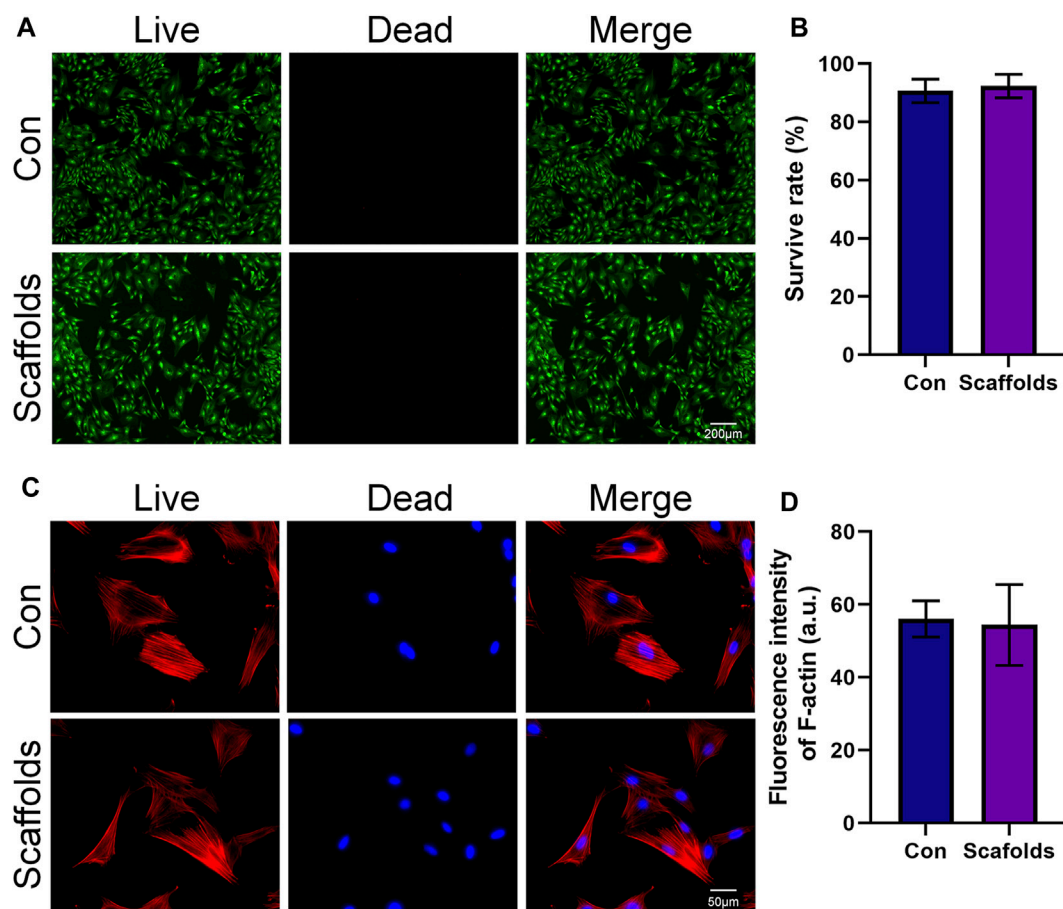 A
Live
Dead
Merge
Con
Scaffolds
200μm
B
Survive rate (%)
100
80
60
40
20
0
Con
Scaffolds
C
Live
Dead
Merge
Con
Scaffolds
50μm
D
Fluorescence intensity
of F-actin (a.u.)
80
60
40
20
0
Con
Scafolds